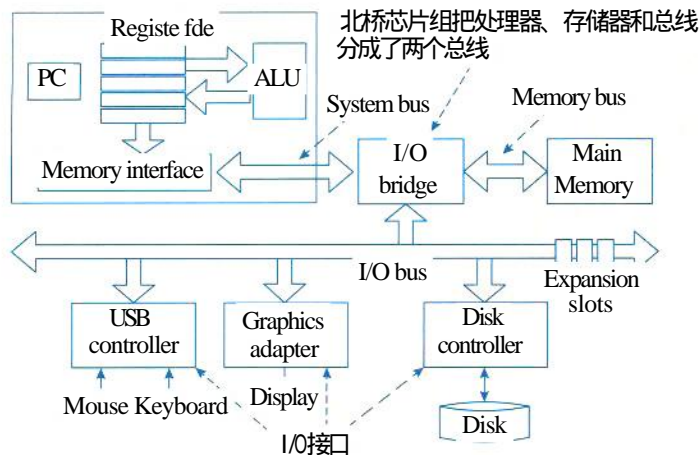 Registe fde
北桥芯片组把处理器、存储器和总线
分成了两个总线
PC
ALU
System bus
Memory bus
Memory interface
I/O
bridge
Main
Memory
I/O bus
Expansion
slots
USB
controller
Graphics
adapter
Disk
controller
Mouse Keyboard
Display
Disk
I/0接口